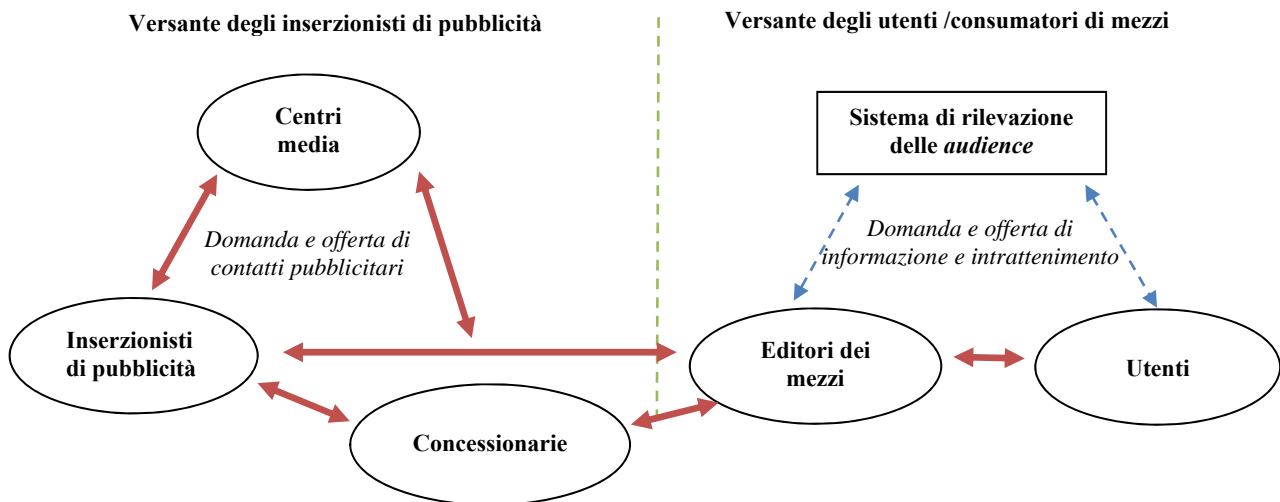 Versante degli inserzionisti di pubblicità
Versante degli utenti /consumatori di mezzi
Centri
media
Sistema di rilevazione
delle audience
Domanda e offerta di
contatti pubblicitari
Domanda e offerta di
informazione e intrattenimento
Inserzionisti
di pubblicità
Editori dei
mezzi
Utenti
Concessionarie